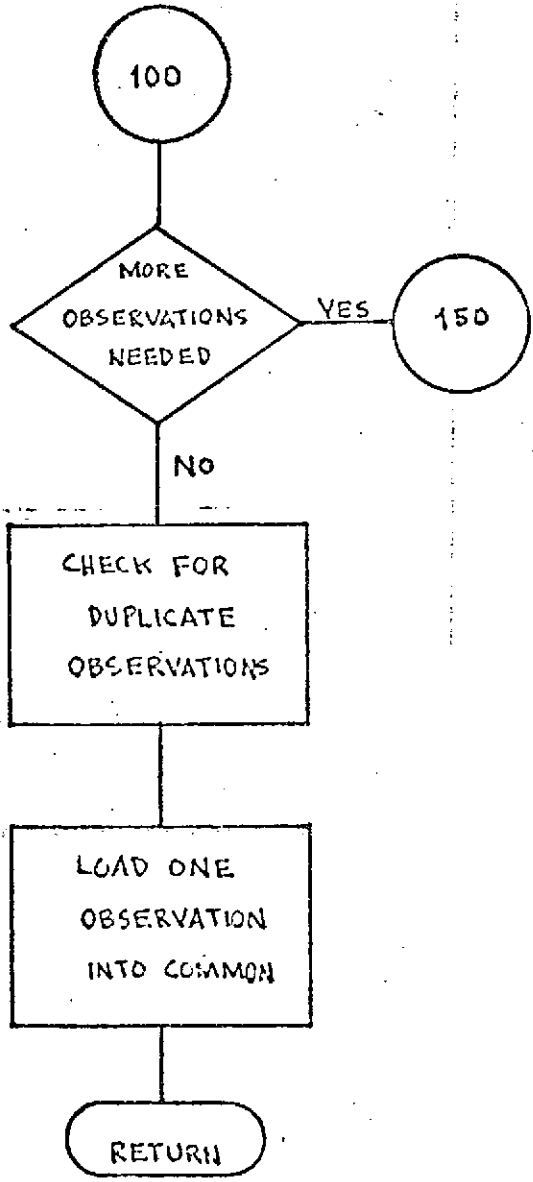 100
MORE
OBSERVATIONS
NEEDED
YES
150
NO
CHECK FOR
DUPLICATE
OBSERVATIONS
LOAD ONE
OBSERVATION
INTO COMMON
RETURN